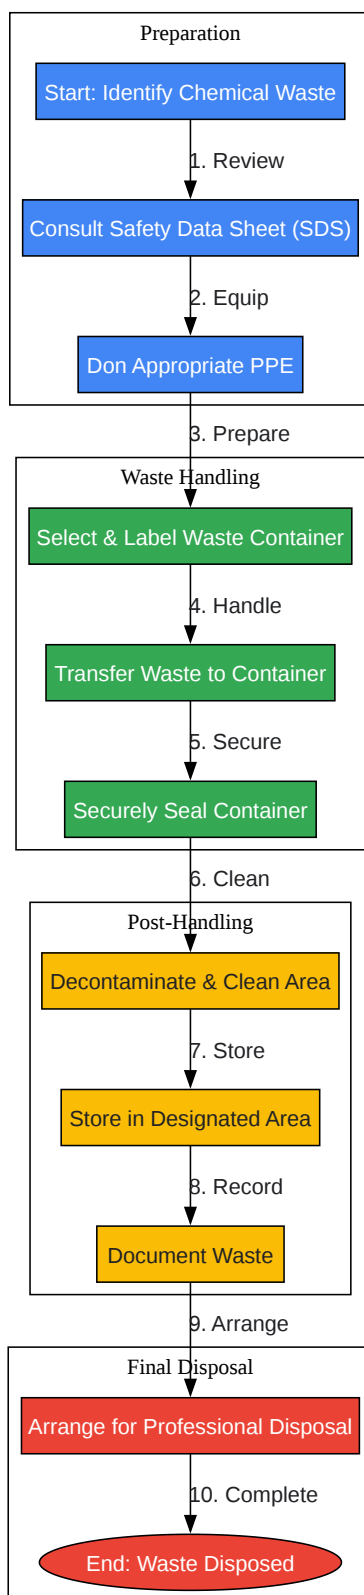 Preparation
Start: Identify Chemical Waste
1. Review
Consult Safety Data Sheet (SDS)
2. Equip
Don Appropriate PPE
3. Prepare
Waste Handling
Select & Label Waste Container
4. Handle
Transfer Waste to Container
5. Secure
Securely Seal Container
6. Clean
Post-Handling
Decontaminate & Clean Area
7. Store
Store in Designated Area
8. Record
Document Waste
9. Arrange
Final Disposal
Arrange for Professional Disposal
10. Complete
End: Waste Disposed